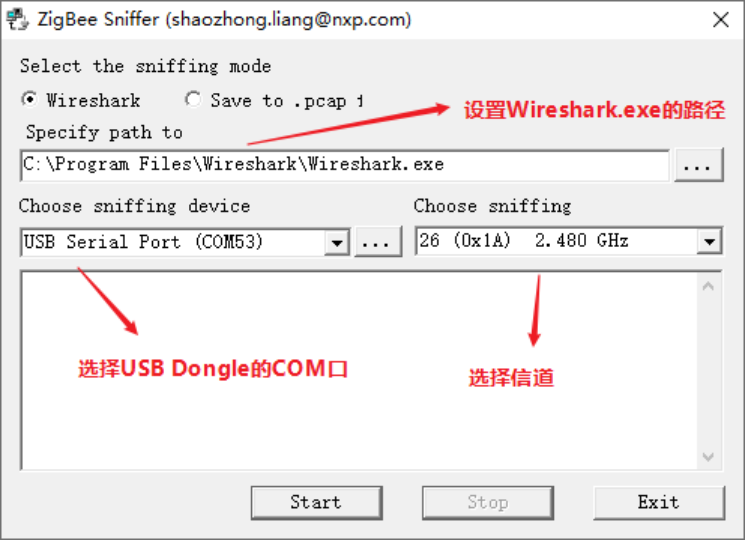 ZigBee Sniffer (shaozhong.liang@nxp.com)
Select the sniffing mode
Wireshark
Save to .pcap
设置Wireshark.exe的路径
Specify path to
C:\Program Files\Wireshark\Wireshark.exe
...
Choose sniffing device
Choose sniffing
USB Serial Port (COM53)
...
26 (0x1A) 2.480 GHz
选择USB Dongle的COM口
选择信道
Start
Stop
Exit